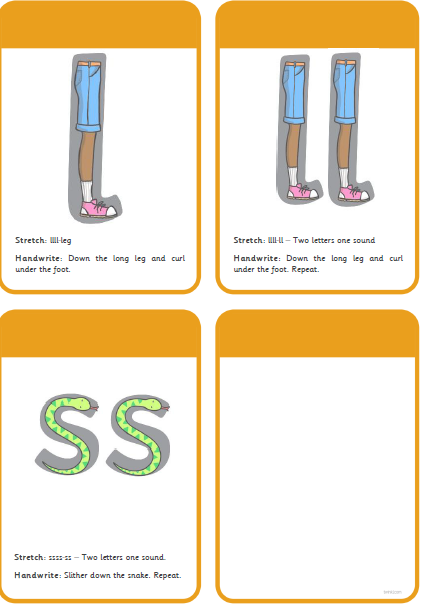 Stretch: llll-leg
Handwrite: Down the long leg and curl
under the foot.
Stretch: llll-ll – Two letters one sound
Handwrite: Down the long leg and curl
under the foot. Repeat.
ss
Stretch: ssss-ss – Two letters one sound.
Handwrite: Slither down the snake. Repeat.